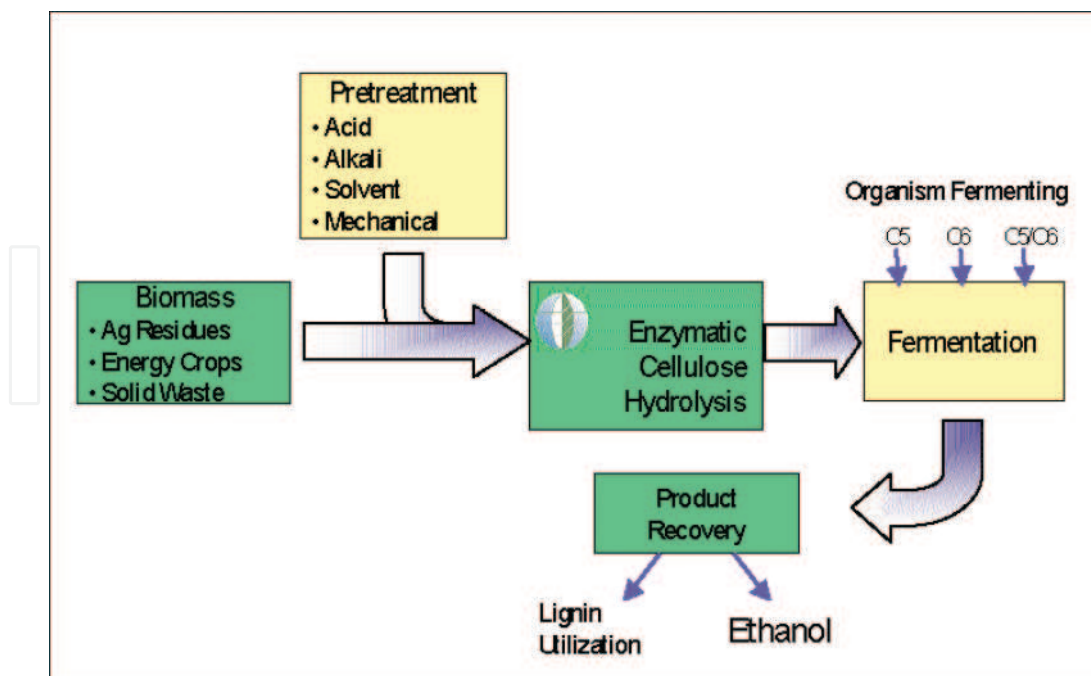 Pretreatment
• Acid
• Alkali
• Solvent
• Mechanical
Organism Fermenting
C5 C6 C5/C6
Biomass
• Ag Residues
• Energy Crops
• Solid Waste
Enzymatic
Cellulose
Hydrolysis
Fermentation
Product
Recovery
Lignin
Utilization
Ethanol